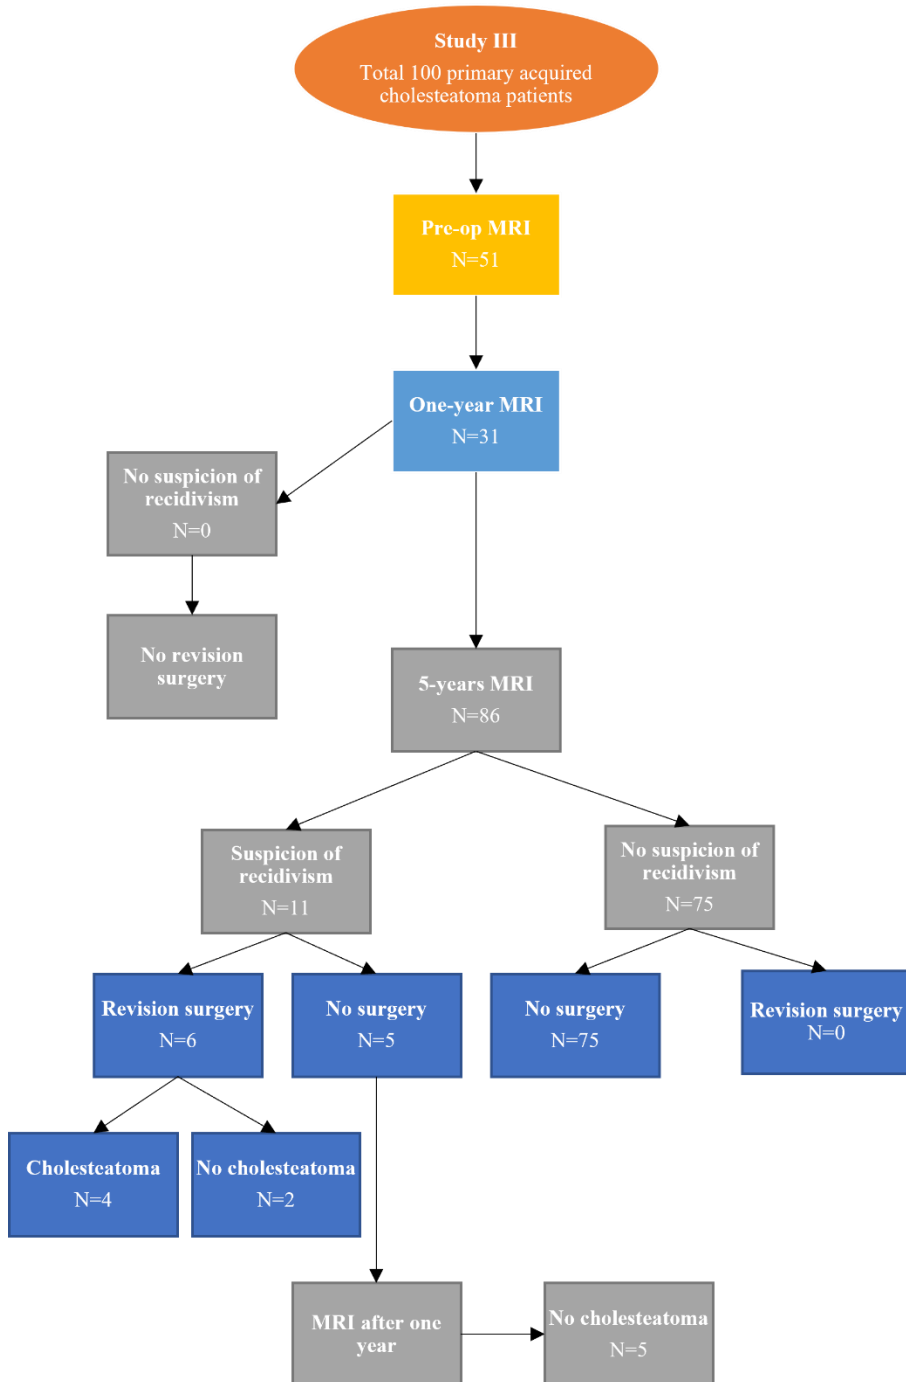 Study III
Total 100 primary acquired
cholesteatoma patients
Pre-op MRI
N=51
One-year MRI
N=31
No suspicion of
recidivism
N=0
No revision
surgery
5-years MRI
N=86
Suspicion of
recidivism
N=11
No suspicion of
recidivism
N=75
Revision surgery
N=6
No surgery
N=5
No surgery
N=75
Revision surgery
N=0
Cholesteatoma
N=4
No cholesteatoma
N=2
MRI after one
year
No cholesteatoma
N=5